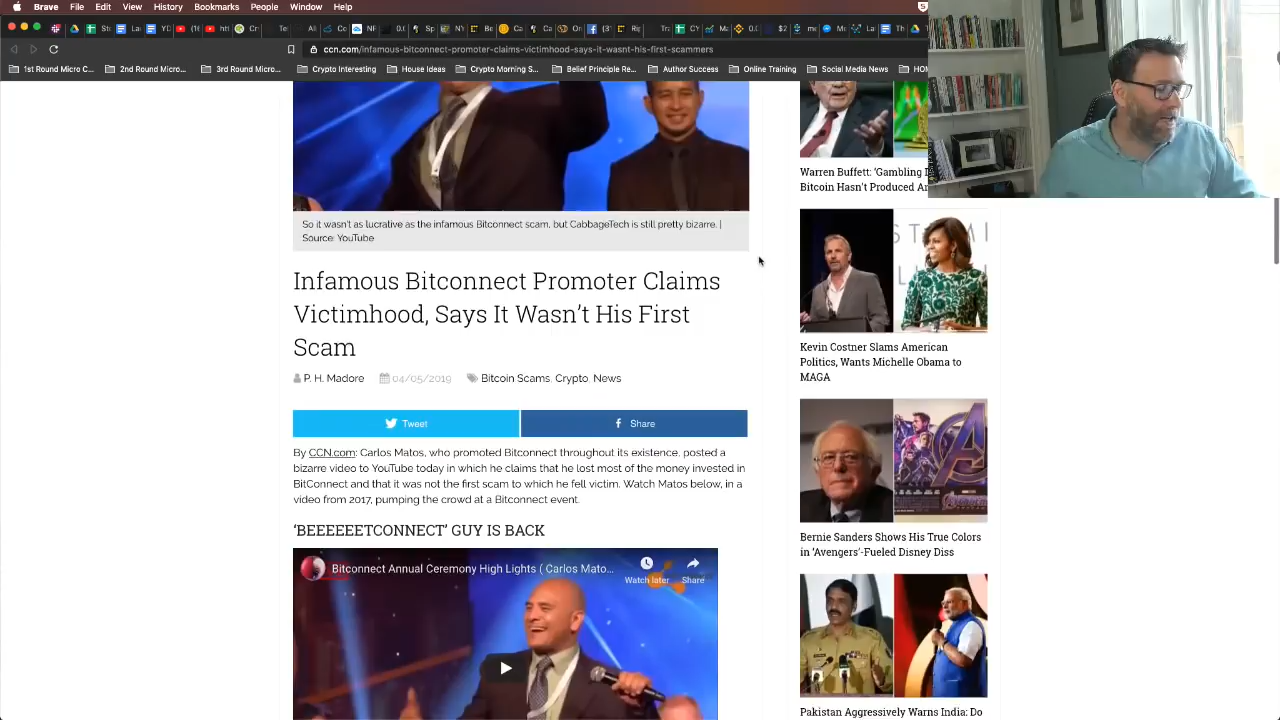 Brave File Edit View History Bookmarks People Window Help
ccn.com/infamous-bitconnect-promoter-claims-victimhood-says-it-wasnt-his-first-scammers
1st Round Micro C... 2nd Round Micro... 3rd Round Micro... Crypto Interesting House Ideas Crypto Morning S... Belief Principle Re... Author Success Online Training Social Media News
So it wasn't as lucrative as the infamous Bitconnect scam, but CabbageTech is still pretty bizarre. |
Source: YouTube
Infamous Bitconnect Promoter Claims
Victimhood, Says It Wasn't His First
Scam
P. H. Madore 04/05/2019 Bitcoin Scams, Crypto, News
Tweet Share
By CCN.com: Carlos Matos, who promoted Bitconnect throughout its existence, posted a
bizarre video to YouTube today in which he claims that he lost most of the money invested in
BitConnect and that it was not the first scam to which he fell victim. Watch Matos below, in a
video from 2017, pumping the crowd at a Bitconnect event.
'BEEEEEETCONNECT' GUY IS BACK
Bitconnect Annual Ceremony High Lights ( Carlos Mato...
Watch later Share
Warren Buffett: 'Gambling
Bitcoin Hasn't Produced
Kevin Costner Slams American
Politics, Wants Michelle Obama to
MAGA
Bernie Sanders Shows His True Colors
in 'Avengers'-Fueled Disney Diss
Pakistan Aggressively Warns India: Do